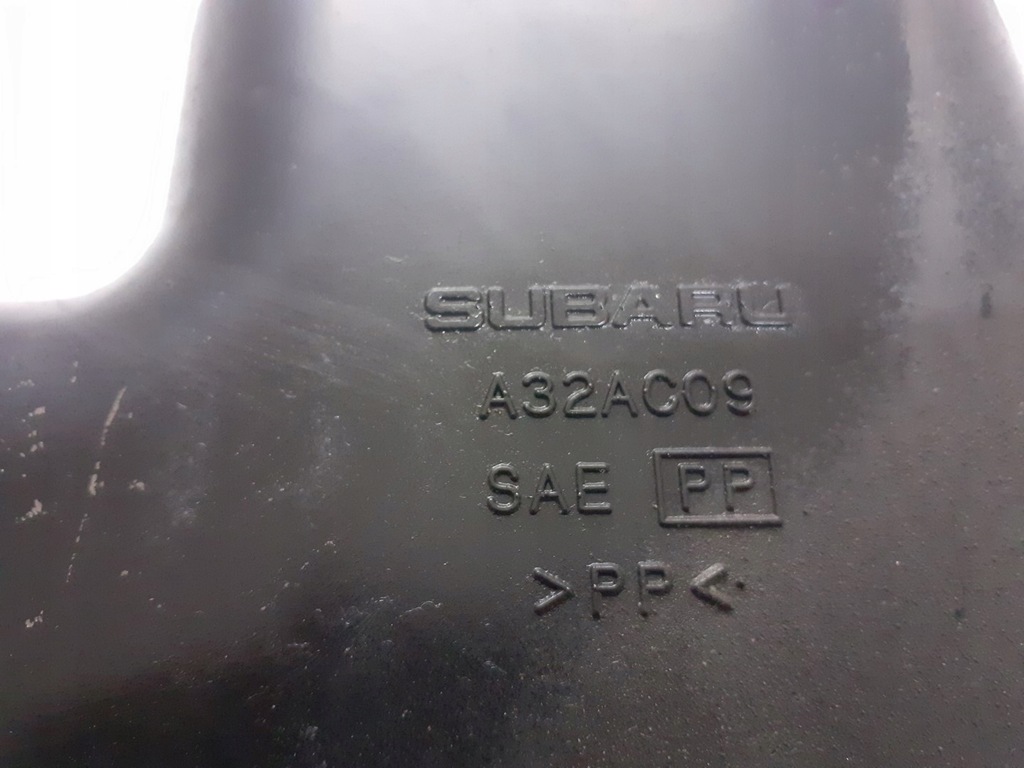 SUBARU
A32AC09
SAE PP
>PP<